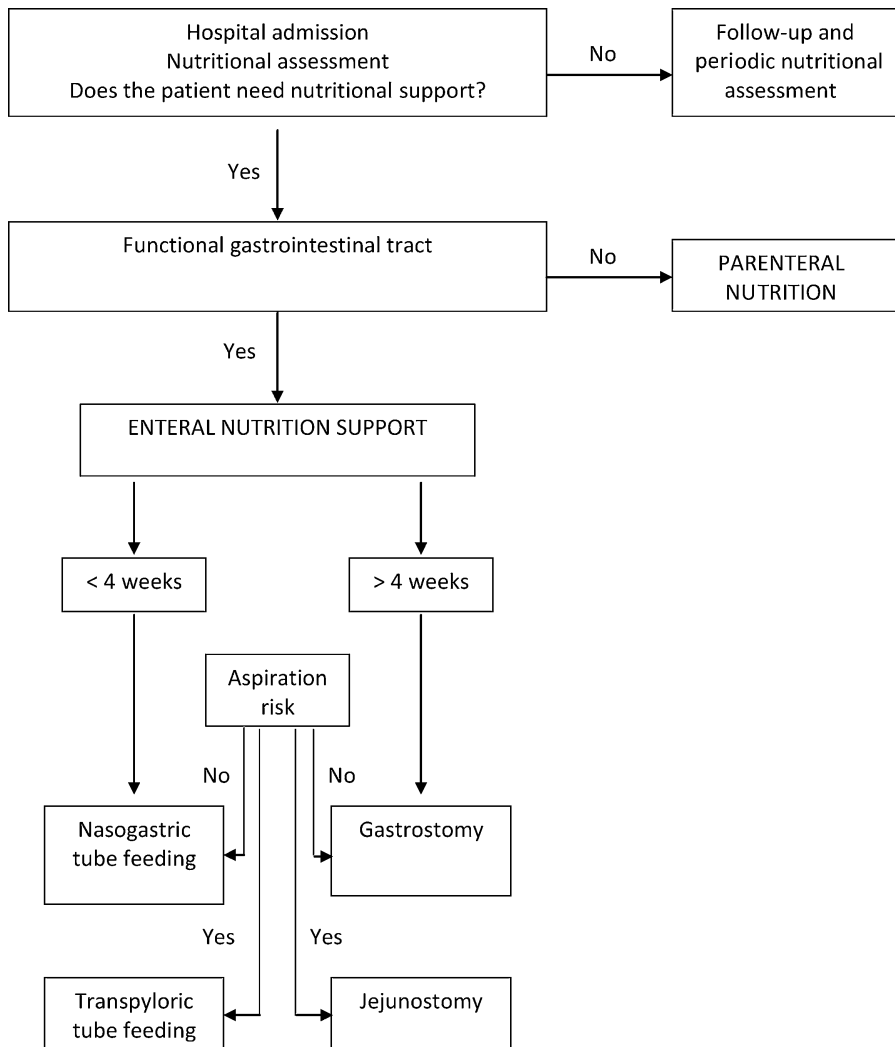 Hospital admission
Nutritional assessment
Does the patient need nutritional support?
No
Follow-up and
periodic nutritional
assessment
Yes
Functional gastrointestinal tract
No
PARENTERAL
NUTRITION
Yes
ENTERAL NUTRITION SUPPORT
< 4 weeks
> 4 weeks
Aspiration
risk
No
No
Nasogastric
tube feeding
Gastrostomy
Yes
Yes
Transpyloric
tube feeding
Jejunostomy